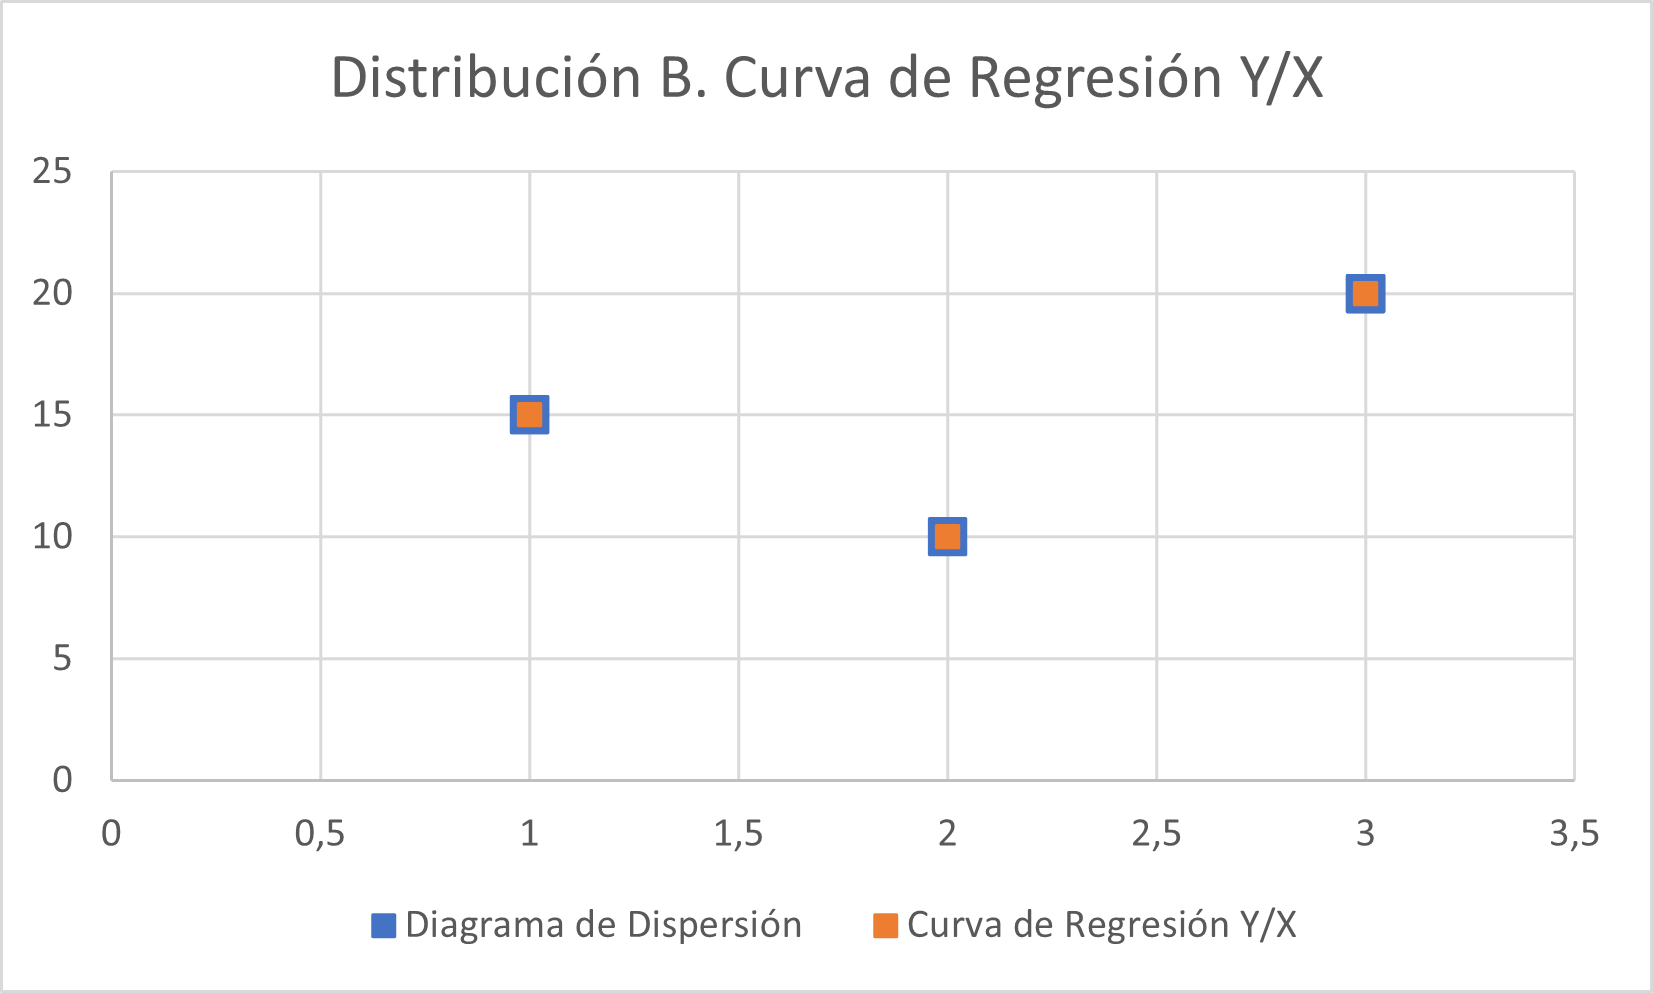 Distribución B. Curva de Regresión Y/X
25
20
15
10
5
0
0 0,5 1 1,5 2 2,5 3 3,5
Diagrama de Dispersión Curva de Regresión Y/X